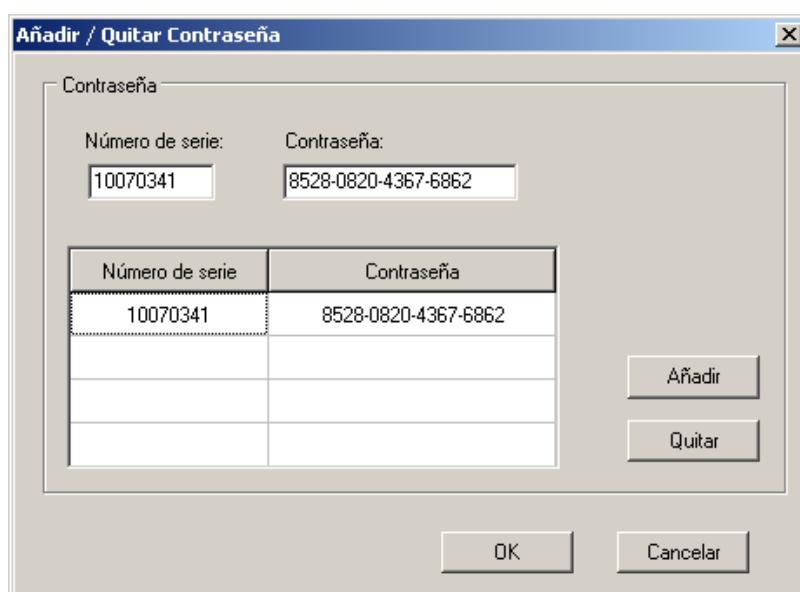 Añadir / Quitar Contraseña
Contraseña
Número de serie: Contraseña:
10070341 8528-0820-4367-6862
Número de serie Contraseña
10070341 8528-0820-4367-6862
Añadir
Quitar
OK Cancelar